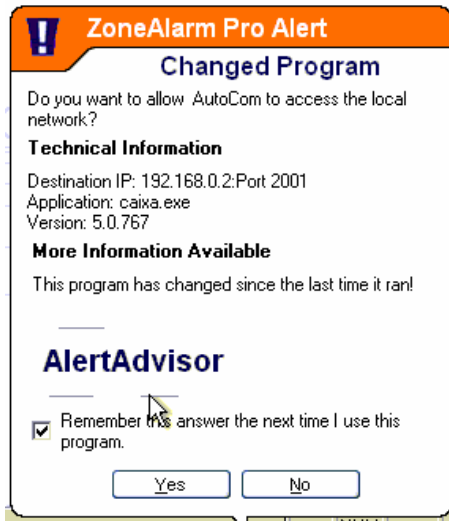 ZoneAlarm Pro Alert
Changed Program
Do you want to allow AutoCom to access the local
network?
Technical Information
Destination IP: 192.168.0.2:Port 2001
Application: caixa.exe
Version: 5.0.767
More Information Available
This program has changed since the last time it ran!
AlertAdvisor
Remember this answer the next time I use this
program.
Yes
No